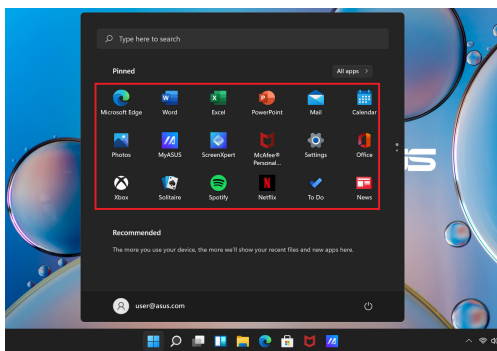 Type here to search
Pinned
All apps >
Microsoft Edge
Word
Excel
PowerPoint
Mail
Calendar
Photos
MyASUS
ScreenXpert
McAfee®
Personal...
Settings
Office
Xbox
Solitaire
Spotify
Netflix
To Do
News
Recommended
The more you use your device, the more we'll show your recent files and new apps here.
user@asus.com